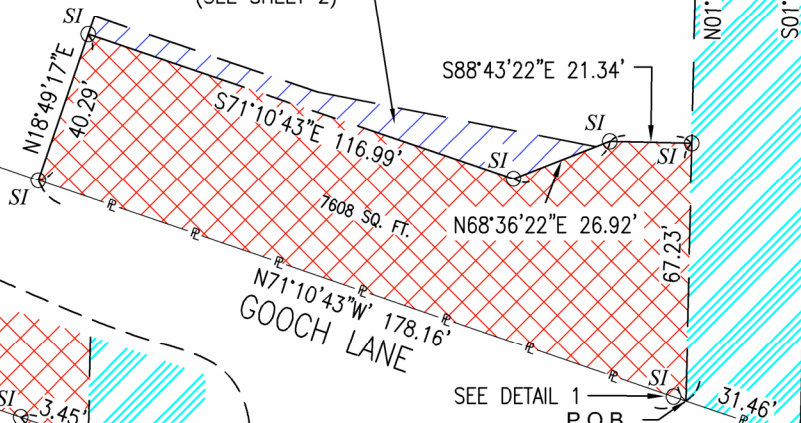 (SEE SHEET 2)
SI
N01°
S01°
S88°43'22"E 21.34'
N18°49'17"E
40.29'
S71°10'43"E 116.99'
SI
SI
SI
SI
7608 SQ. FT.
N68°36'22"E 26.92'
67.23'
N71°10'43"W' 178.16'
GOOCH LANE
SI
SEE DETAIL 1
31.46'
P.O.B.
SI
3.45'